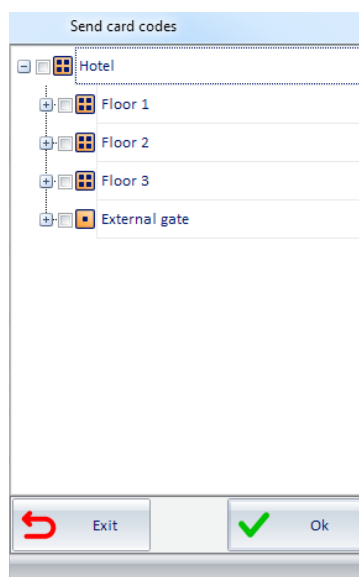 Send card codes
Hotel
Floor 1
Floor 2
Floor 3
External gate
Exit
Ok